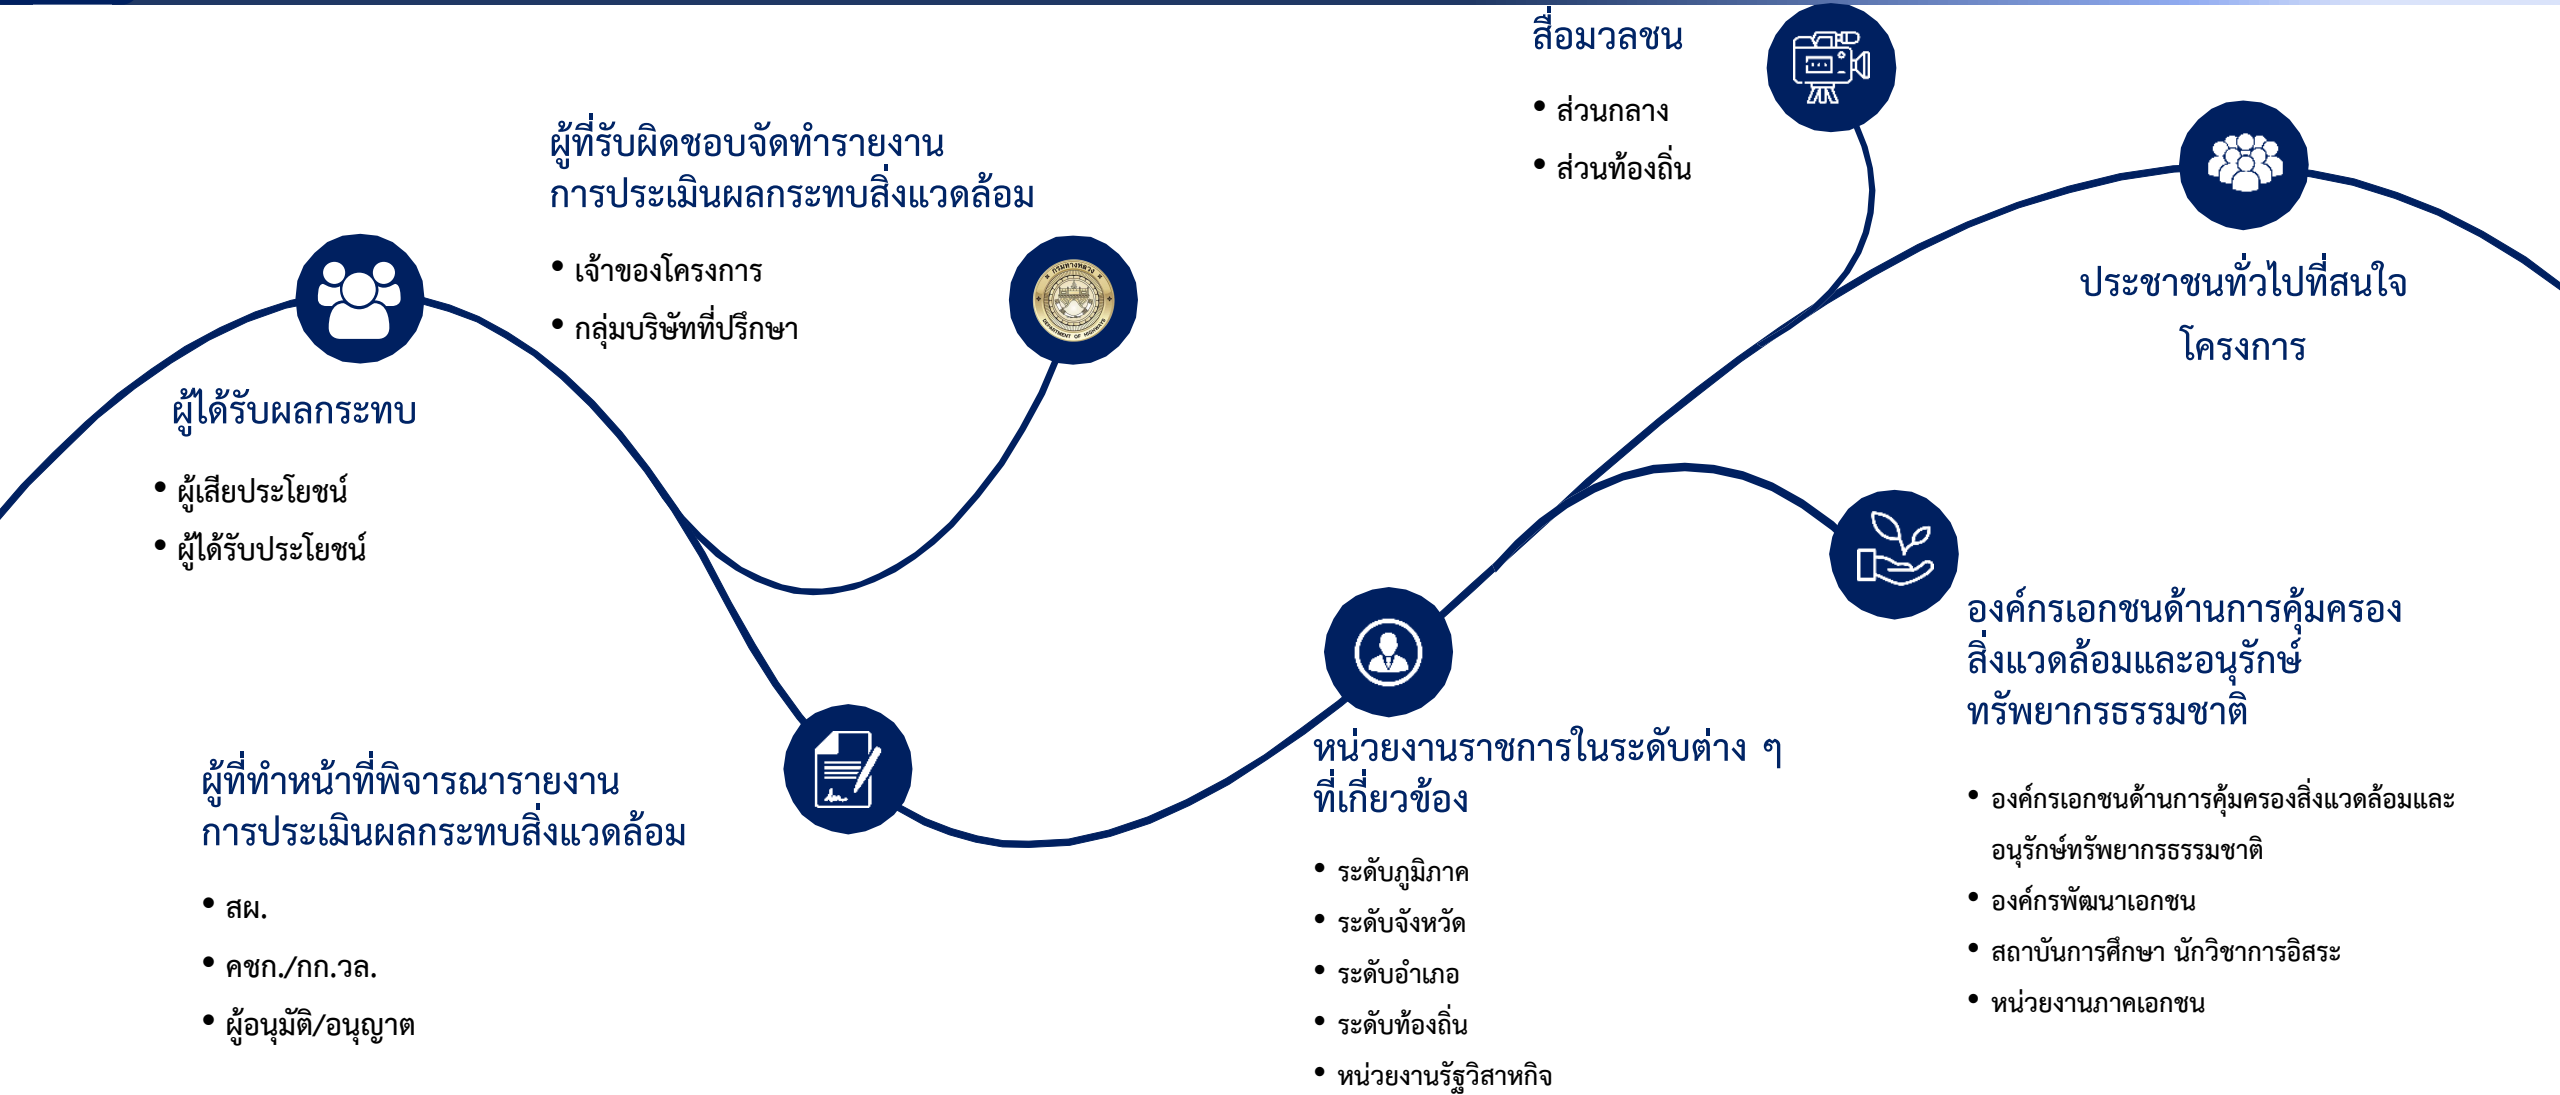 ผู้ได้รับผลกระทบ
• ผู้เสียประโยชน์
• ผู้ได้รับประโยชน์
ผู้ที่รับผิดชอบจัดทำรายงาน
การประเมินผลกระทบสิ่งแวดล้อม
• เจ้าของโครงการ
• กลุ่มบริษัทที่ปรึกษา
กรมทางหลวง
DEPARTMENT OF HIGHWAYS
ผู้ที่ทำหน้าที่พิจารณารายงาน
การประเมินผลกระทบสิ่งแวดล้อม
• สผ.
• คชก./กก.วล.
• ผู้อนุมัติ/อนุญาต
หน่วยงานราชการในระดับต่าง ๆ
ที่เกี่ยวข้อง
• ระดับภูมิภาค
• ระดับจังหวัด
• ระดับอำเภอ
• ระดับท้องถิ่น
• หน่วยงานรัฐวิสาหกิจ
สื่อมวลชน
• ส่วนกลาง
• ส่วนท้องถิ่น
องค์กรเอกชนด้านการคุ้มครอง
สิ่งแวดล้อมและอนุรักษ์
ทรัพยากรธรรมชาติ
• องค์กรเอกชนด้านการคุ้มครองสิ่งแวดล้อมและ
อนุรักษ์ทรัพยากรธรรมชาติ
• องค์กรพัฒนาเอกชน
• สถาบันการศึกษา นักวิชาการอิสระ
• หน่วยงานภาคเอกชน
ประชาชนทั่วไปที่สนใจ
โครงการ